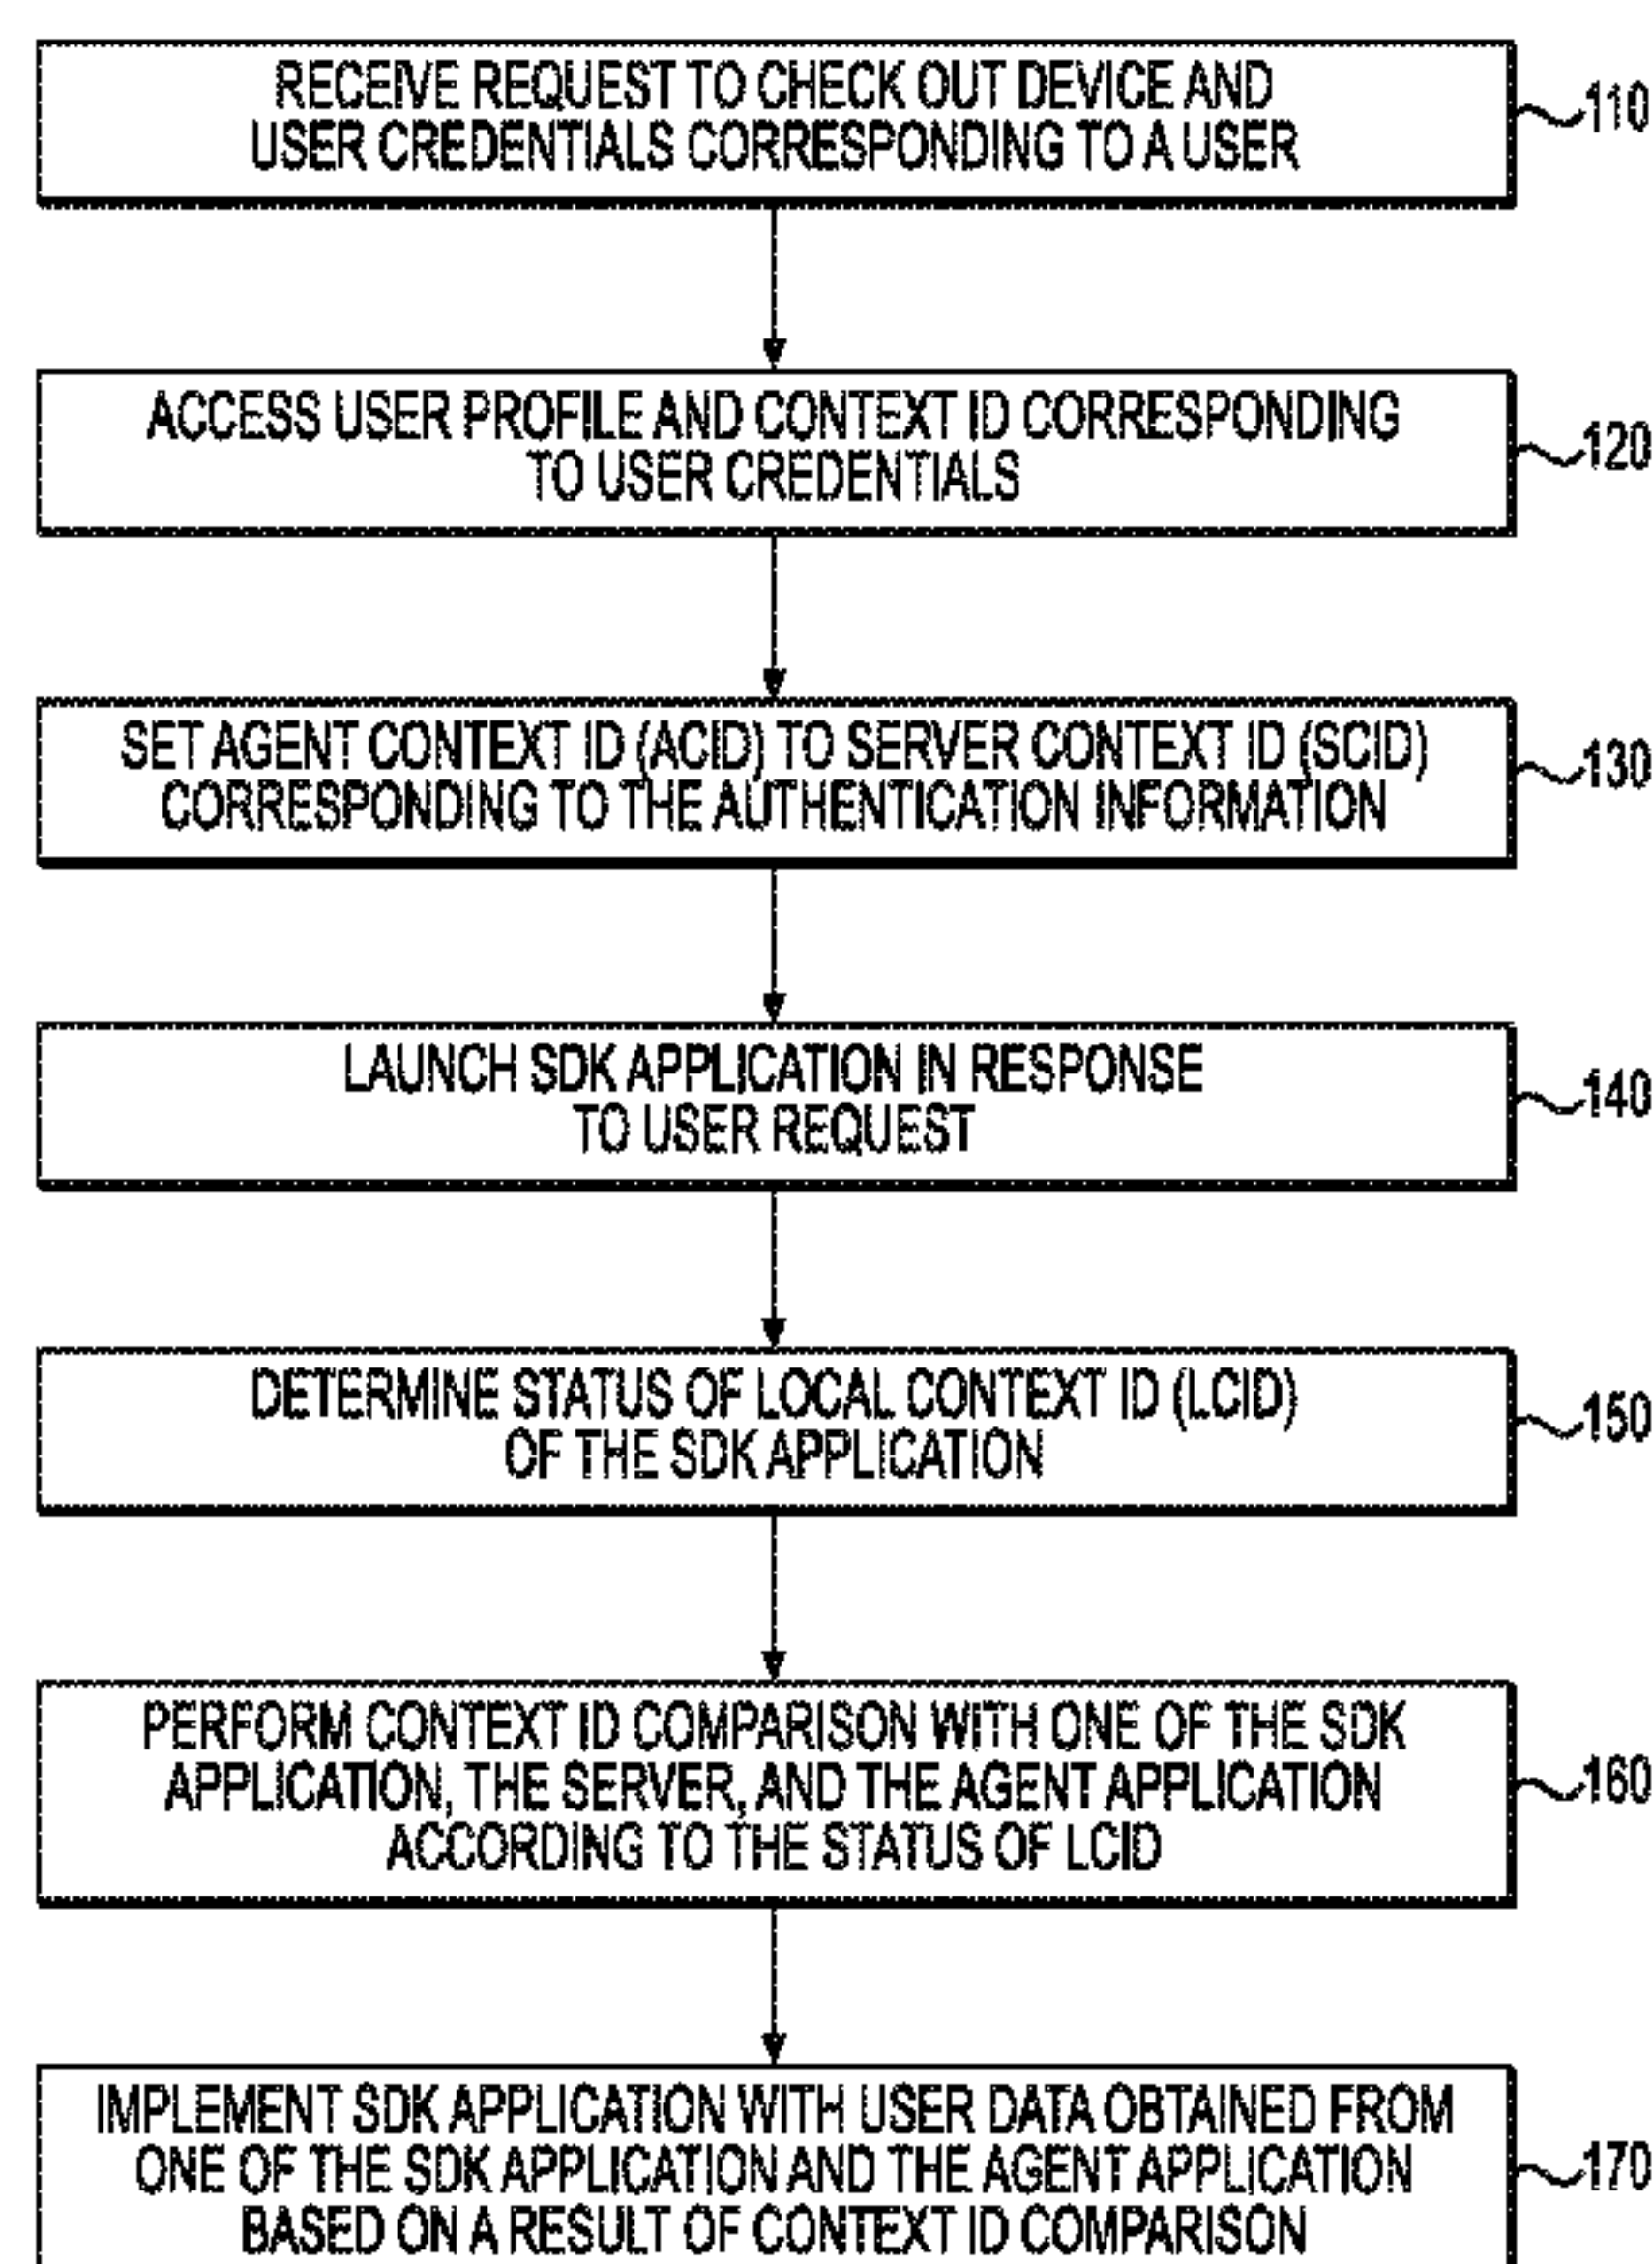 RECEIVE REQUEST TO CHECK OUT DEVICE AND
USER CREDENTIALS CORRESPONDING TO A USER
110
ACCESS USER PROFILE AND CONTEXT ID CORRESPONDING
TO USER CREDENTIALS
120
SET AGENT CONTEXT ID (ACID) TO SERVER CONTEXT ID (SCID)
CORRESPONDING TO THE AUTHENTICATION INFORMATION
130
LAUNCH SDK APPLICATION IN RESPONSE
TO USER REQUEST
140
DETERMINE STATUS OF LOCAL CONTEXT ID (LCID)
OF THE SDK APPLICATION
150
PERFORM CONTEXT ID COMPARISON WITH ONE OF THE SDK
APPLICATION, THE SERVER, AND THE AGENT APPLICATION
ACCORDING TO THE STATUS OF LCID
160
IMPLEMENT SDK APPLICATION WITH USER DATA OBTAINED FROM
ONE OF THE SDK APPLICATION AND THE AGENT APPLICATION
BASED ON A RESULT OF CONTEXT ID COMPARISON
170